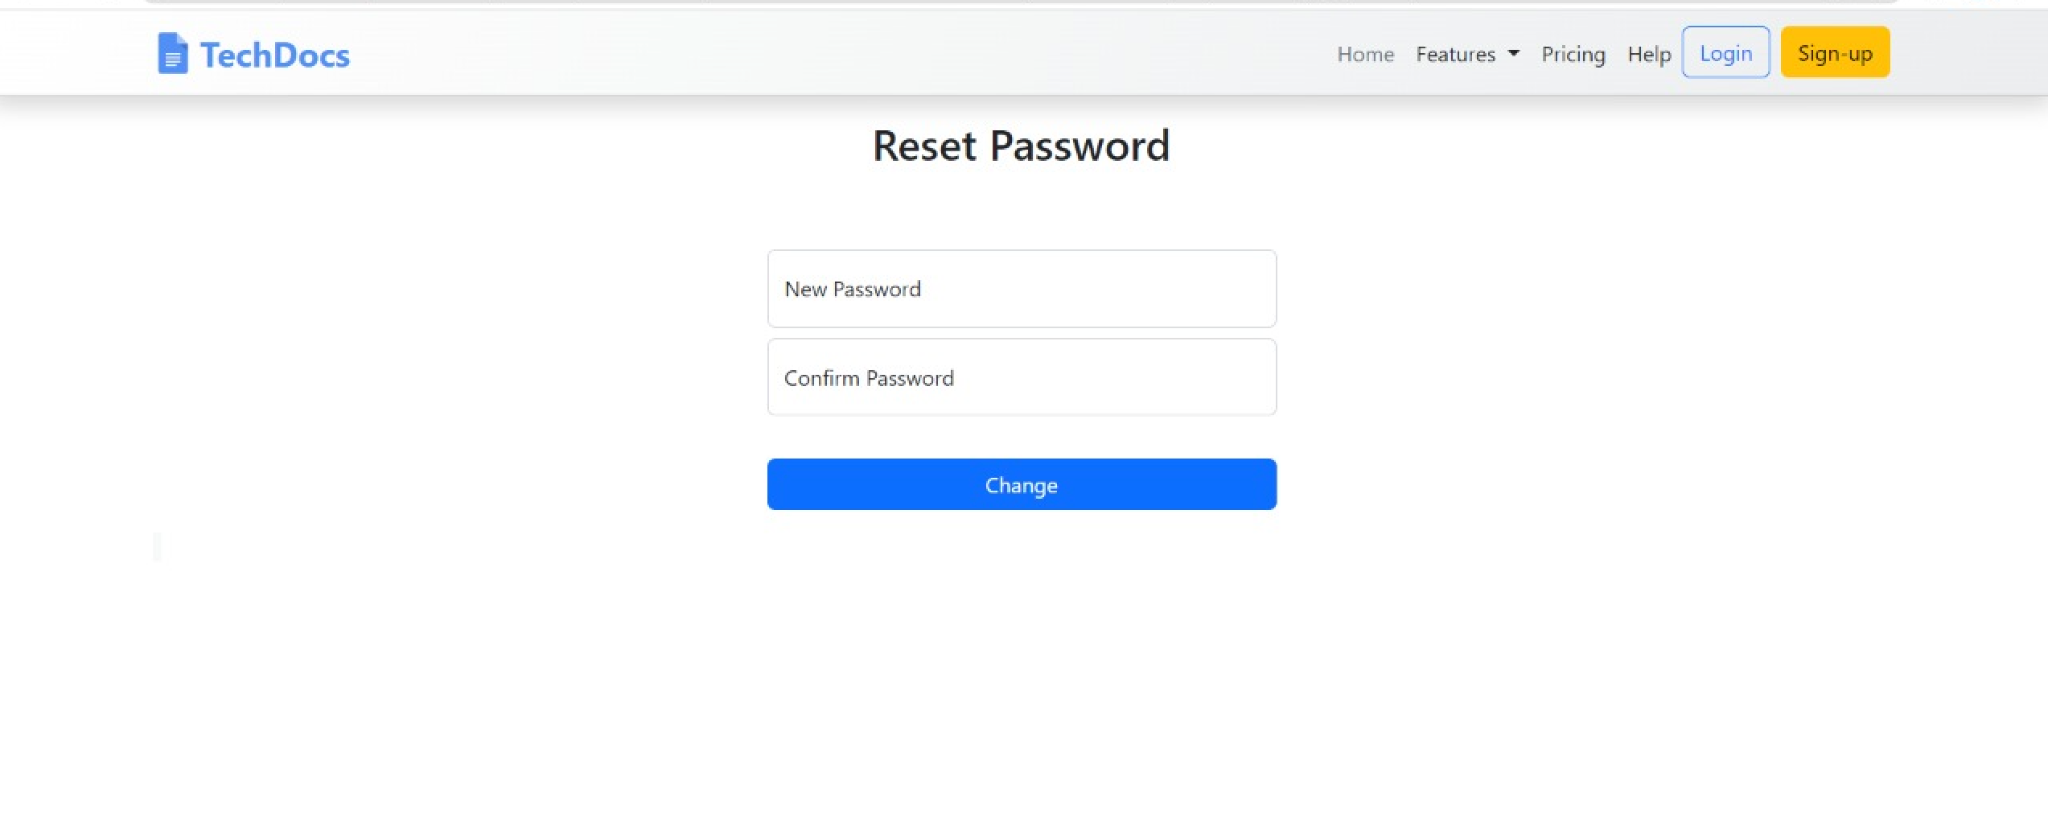 TechDocs
Home Features Pricing Help Login Sign-up
Reset Password
New Password
Confirm Password
Change